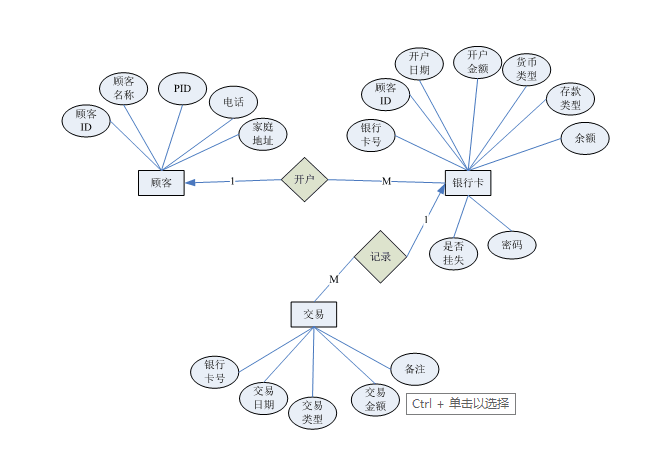 顾客
ID
顾客
名称
PID
电话
家庭
地址
顾客
开户
1
M
银行
卡号
顾客
ID
开户
日期
开户
金额
货币
类型
存款
类型
余额
银行卡
是否
挂失
密码
1
记录
M
交易
银行
卡号
交易
日期
交易
类型
交易
金额
备注
Ctrl + 单击以选择